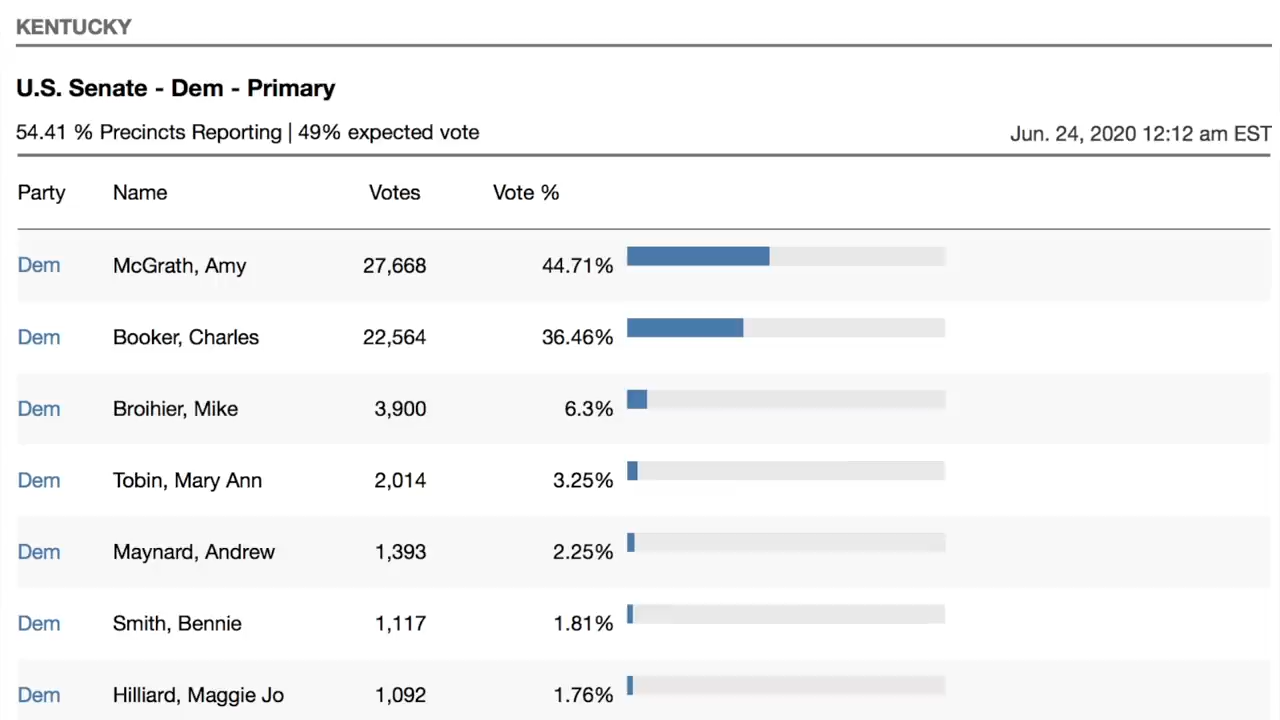 KENTUCKY
U.S. Senate - Dem - Primary
54.41 % Precincts Reporting | 49% expected vote Jun. 24, 2020 12:12 am EST
Party Name Votes Vote %
Dem McGrath, Amy 27,668 44.71%
Dem Booker, Charles 22,564 36.46%
Dem Broihier, Mike 3,900 6.3%
Dem Tobin, Mary Ann 2,014 3.25%
Dem Maynard, Andrew 1,393 2.25%
Dem Smith, Bennie 1,117 1.81%
Dem Hilliard, Maggie Jo 1,092 1.76%